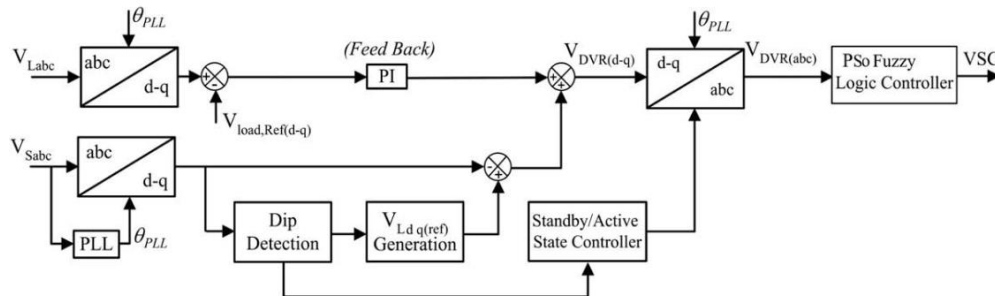 θPLL
θPLL
VLabc
abc
d-q
(Feed Back)
PI
VDVR(d-q)
d-q
abc
VDVR(abc)
PSo Fuzzy
Logic Controller
VSC
Vload,Ref(d-q)
VSabc
abc
d-q
PLL
θPLL
Dip
Detection
VLd q(ref)
Generation
Standby/Active
State Controller